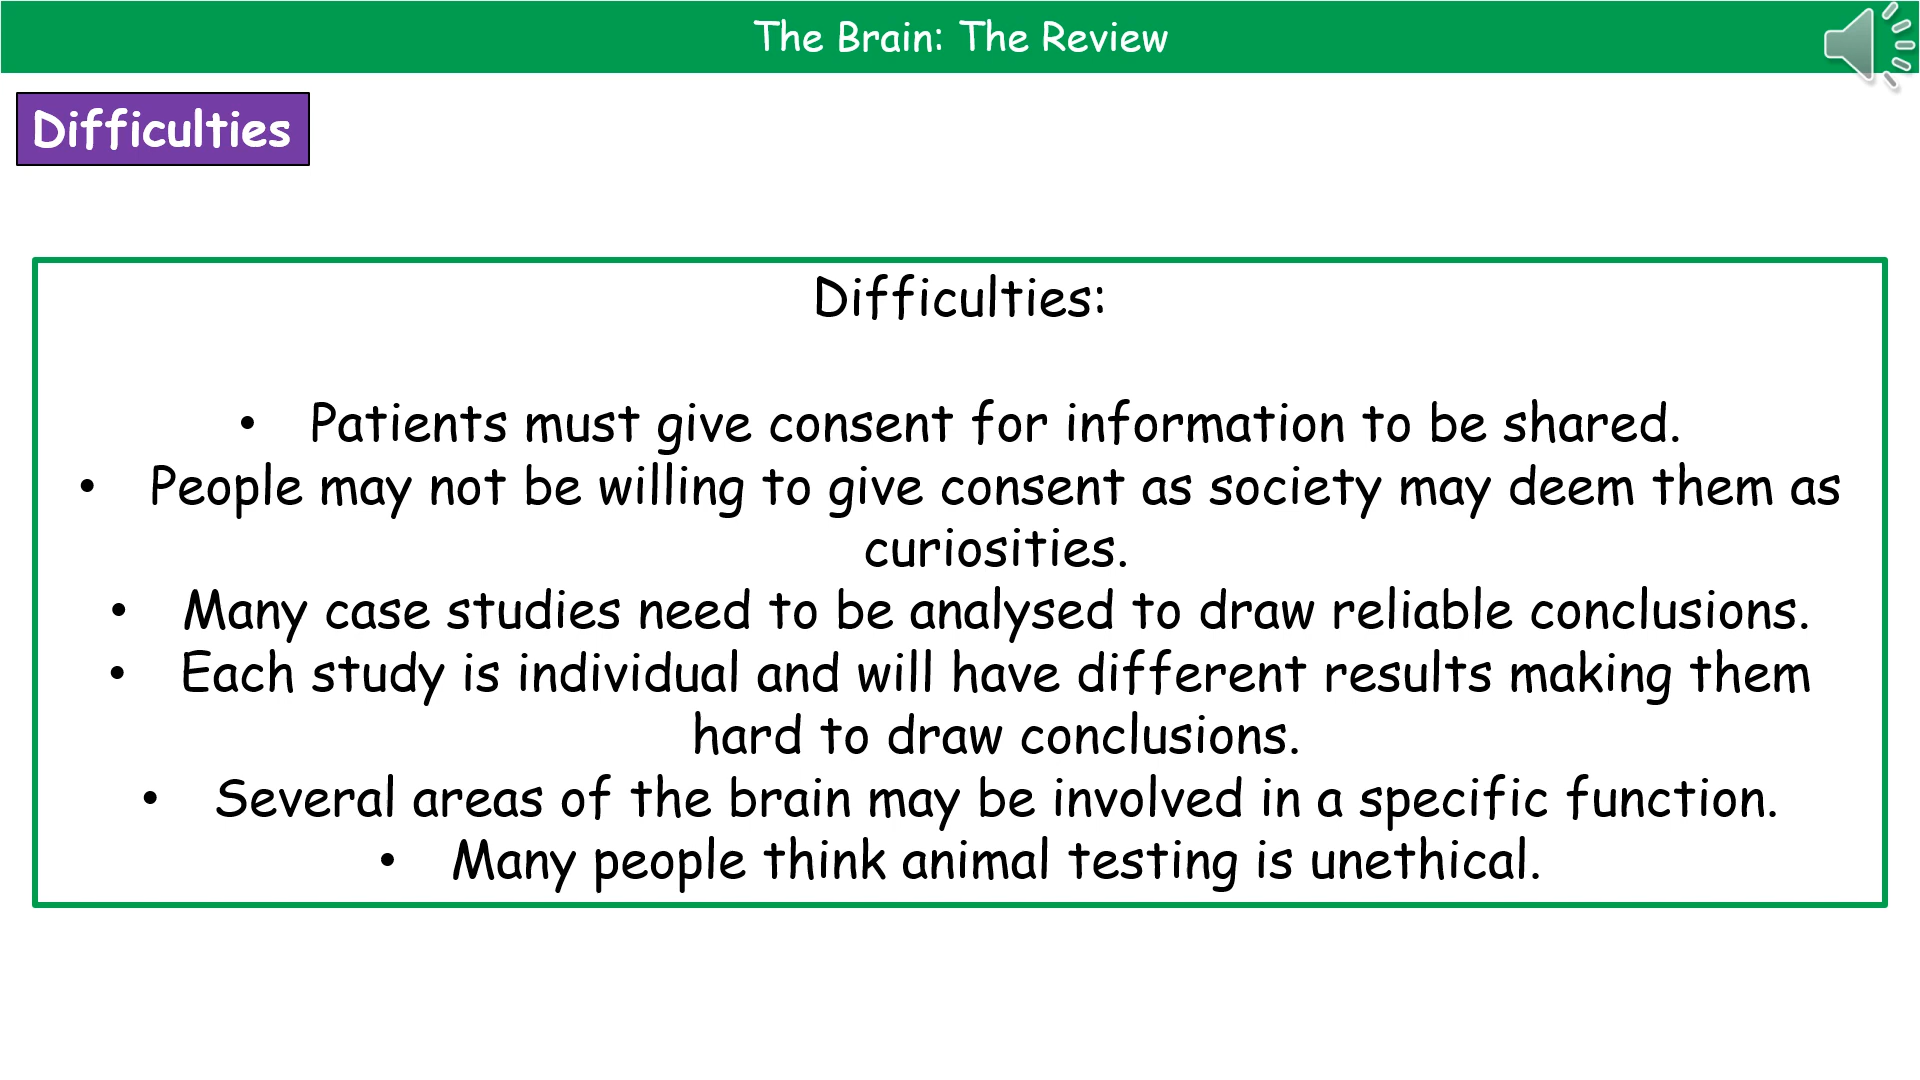 The Brain: The Review
Difficulties
Difficulties:
• Patients must give consent for information to be shared.
• People may not be willing to give consent as society may deem them as
curiosities.
• Many case studies need to be analysed to draw reliable conclusions.
• Each study is individual and will have different results making them
hard to draw conclusions.
• Several areas of the brain may be involved in a specific function.
• Many people think animal testing is unethical.